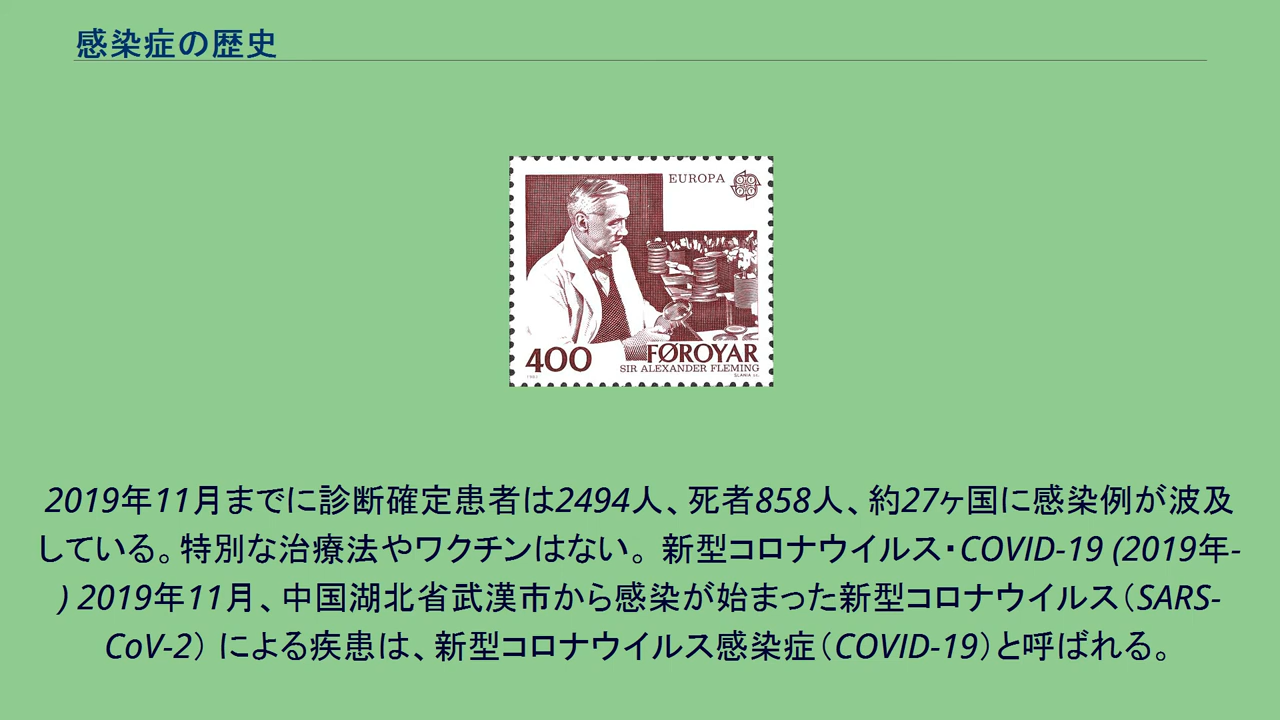 感染症の歴史
EUROPA
400
FØROYAR
SIR ALEXANDER FLEMING
SLANIA SC.
2019年11月までに診断確定患者は2494人、死者858人、約27ヶ国に感染例が波及
している。特別な治療法やワクチンはない。 新型コロナウイルス・COVID-19 (2019年-
) 2019年11月、中国湖北省武漢市から感染が始まった新型コロナウイルス（SARS-
CoV-2） による疾患は、新型コロナウイルス感染症（COVID-19）と呼ばれる。